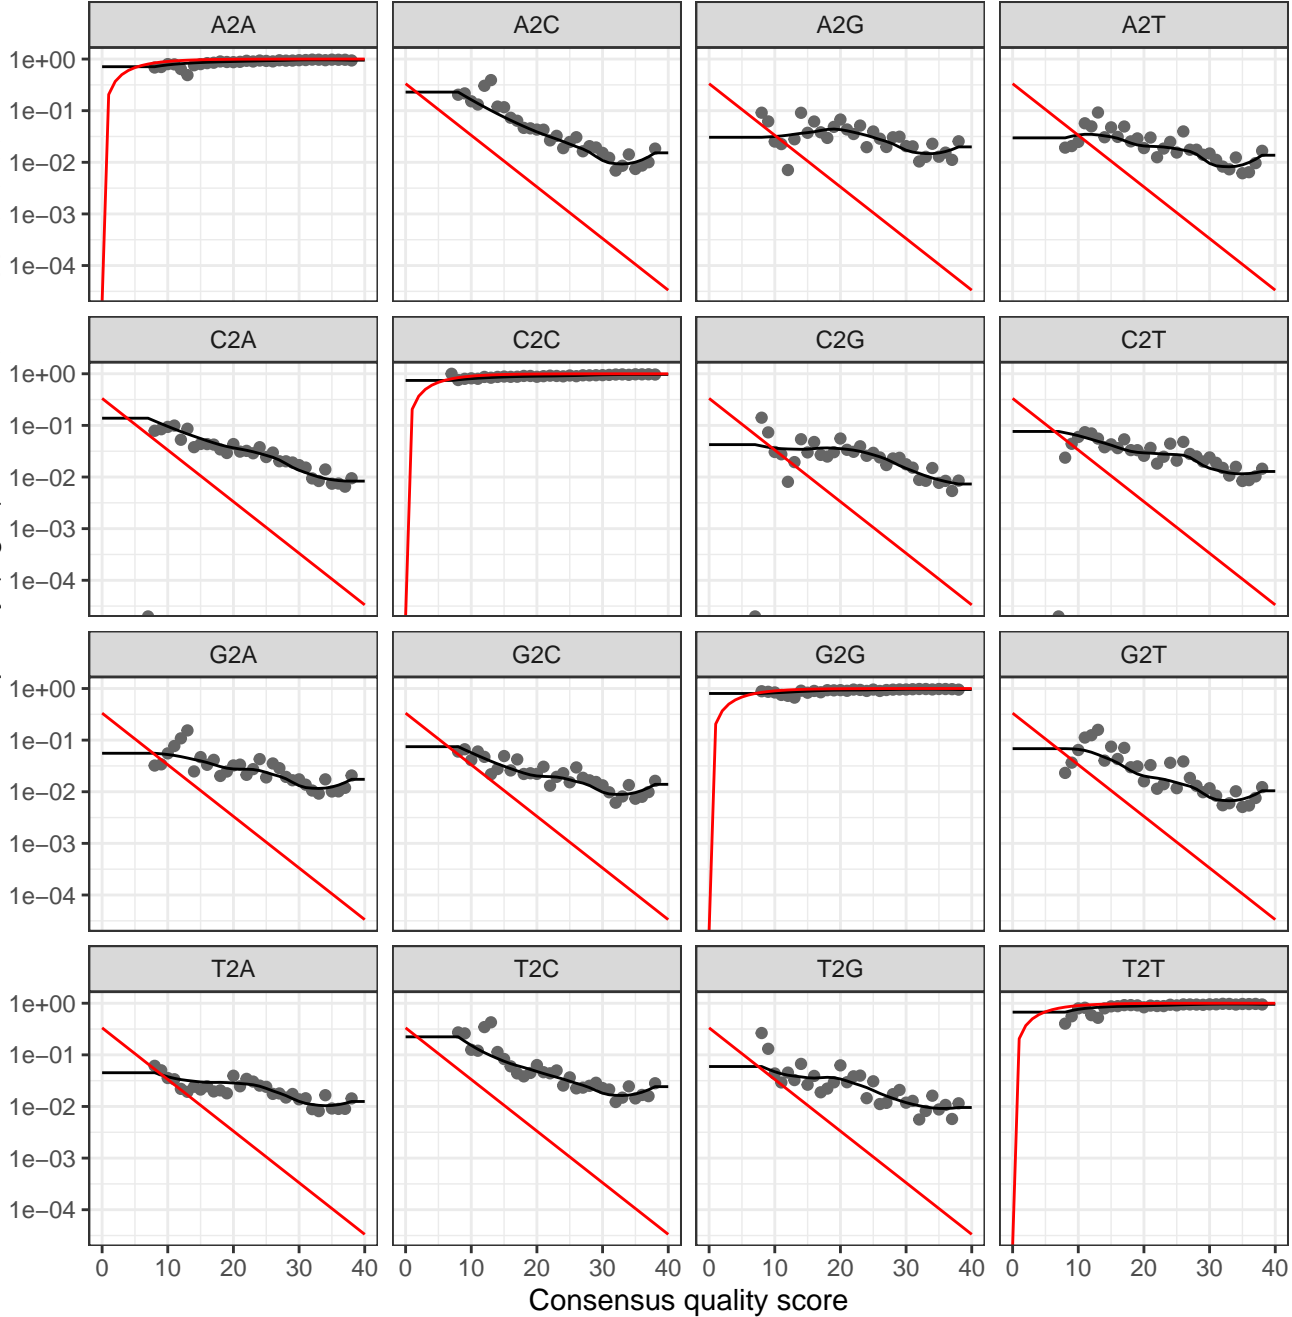 A2A A2C A2G A2T
1e+00
1e−01
1e−02
1e−03
1e−04
C2A C2C C2G C2T
1e+00
1e−01
1e−02
1e−03
1e−04
G2A G2C G2G G2T
1e+00
1e−01
1e−02
1e−03
1e−04
T2A T2C T2G T2T
1e+00
1e−01
1e−02
1e−03
1e−04
0 10 20 30 40 0 10 20 30 40 0 10 20 30 40 0 10 20 30 40
Consensus quality score